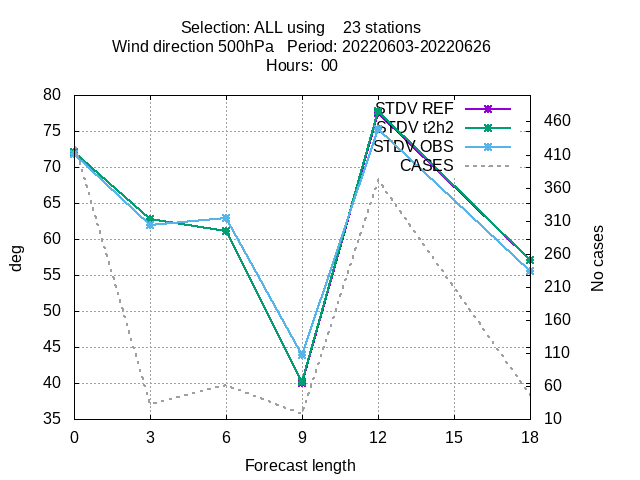 Selection: ALL using    23 stations
Wind direction 500hPa   Period: 20220603-20220626
Hours:  00
80
75
70
65
60
55
50
45
40
35
deg
STDV REF
STDV t2h2
STDV OBS
CASES
460
410
360
310
260
210
160
110
60
10
No cases
0 3 6 9 12 15 18
Forecast length